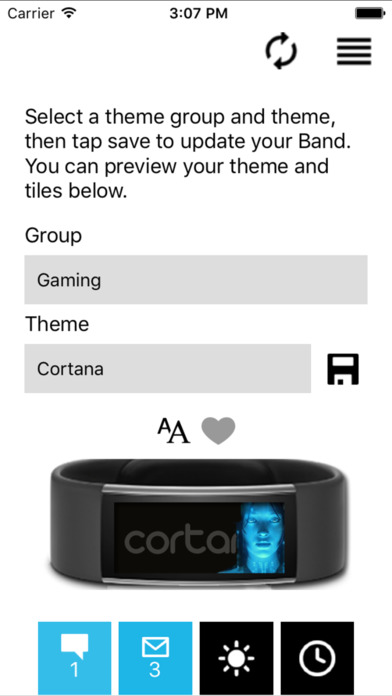 Carrier 3:07 PM
Select a theme group and theme,
then tap save to update your Band.
You can preview your theme and
tiles below.
Group
Gaming
Theme
Cortana
AA
cortar
1 3